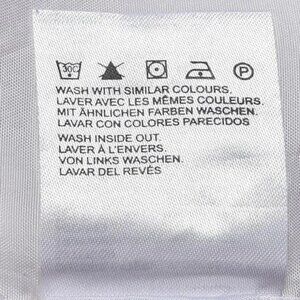 30C P
WASH WITH SIMILAR COLOURS.
LAVER AVEC LES MÊMES COULEURS.
MIT ÄHNLICHEN FARBEN WASCHEN.
LAVAR CON COLORES PARECIDOS
WASH INSIDE OUT.
LAVER À L'ENVERS.
VON LINKS WASCHEN.
LAVAR DEL REVÉS